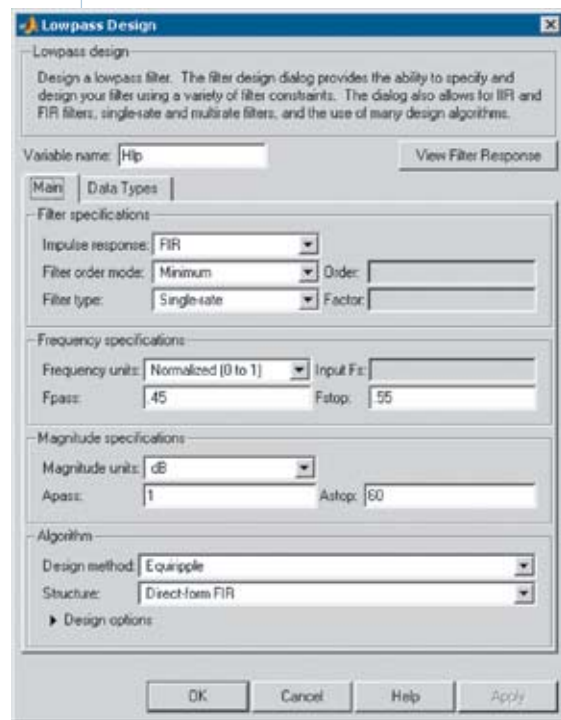 Lowpass Design
Lowpass design
Design a lowpass filter. The filter design dialog provides the ability to specify and
design your filter using a variety of filter constraints. The dialog also allows for IIR and
FIR filters, single-rate and multirate filters, and the use of many design algorithms.
Variable name: Hlp View Filter Response
Main Data Types
Filter specifications
Impulse response: FIR
Filter order mode: Minimum Order:
Filter type: Single-rate Factor:
Frequency specifications
Frequency units: Normalized (0 to 1) Input Fs:
Fpass: .45 Fstop: .55
Magnitude specifications
Magnitude units: dB
Apass: 1 Astop: 60
Algorithm
Design method: Equiripple
Structure: Direct-form FIR
Design options
OK Cancel Help Apply